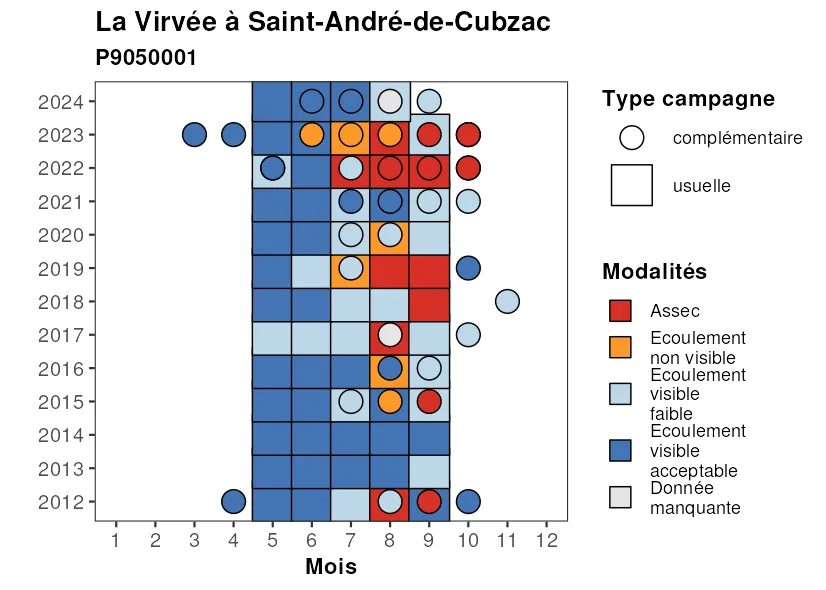 La Virvée à Saint-André-de-Cubzac
P9050001
2024
2023
2022
2021
2020
2019
2018
2017
2016
2015
2014
2013
2012
1 2 3 4 5 6 7 8 9 10 11 12
Mois
Type campagne
complémentaire
usuelle
Modalités
Assec
Ecoulement
non visible
Ecoulement
visible
faible
Ecoulement
visible
acceptable
Donnée
manquante